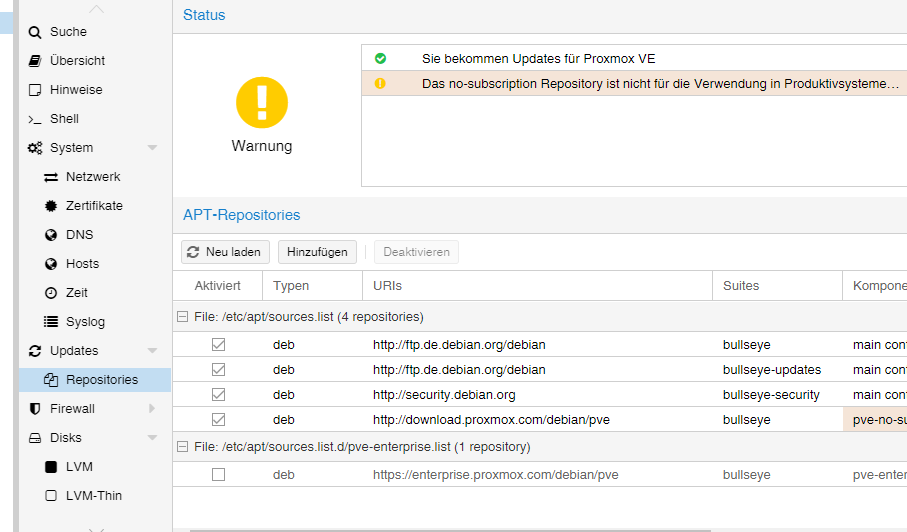 Suche
Übersicht
Hinweise
Shell
System
Netzwerk
Zertifikate
DNS
Hosts
Zeit
Syslog
Updates
Repositories
Firewall
Disks
LVM
LVM-Thin
Status
Warnung
Sie bekommen Updates für Proxmox VE
Das no-subscription Repository ist nicht für die Verwendung in Produktivsysteme…
APT-Repositories
Neu laden Hinzufügen Deaktivieren
Aktiviert Typen URIs Suites Kompone
File: /etc/apt/sources.list (4 repositories)
deb http://ftp.de.debian.org/debian bullseye main con
deb http://ftp.de.debian.org/debian bullseye-updates main con
deb http://security.debian.org bullseye-security main con
deb http://download.proxmox.com/debian/pve bullseye pve-no-su
File: /etc/apt/sources.list.d/pve-enterprise.list (1 repository)
deb https://enterprise.proxmox.com/debian/pve bullseye pve-enter